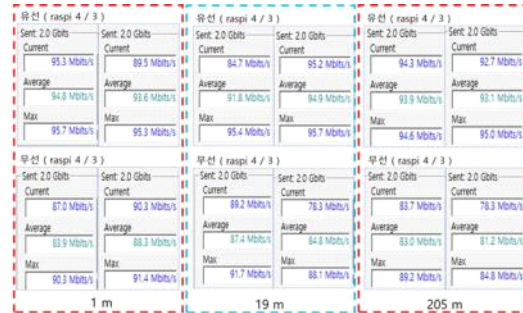 유선 ( raspi 4 / 3 )
Sent: 2.0 Gbits Sent: 2.0 Gbits
Current Current
95.3 Mbits/s 89.5 Mbits/s
Average Average
94.8 Mbits/s 93.6 Mbits/s
Max Max
95.7 Mbits/s 95.3 Mbits/s
무선 ( raspi 4 / 3 )
Sent: 2.0 Gbits Sent: 2.0 Gbits
Current Current
87.0 Mbits/s 90.3 Mbits/s
Average Average
83.9 Mbits/s 88.3 Mbits/s
Max Max
90.3 Mbits/s 91.4 Mbits/s
1 m
유선 ( raspi 4 / 3 )
Sent: 2.0 Gbits Sent: 2.0 Gbits
Current Current
84.7 Mbits/s 95.2 Mbits/s
Average Average
91.8 Mbits/s 94.9 Mbits/s
Max Max
95.4 Mbits/s 95.7 Mbits/s
무선 ( raspi 4 / 3 )
Sent: 2.0 Gbits Sent: 2.0 Gbits
Current Current
89.2 Mbits/s 78.3 Mbits/s
Average Average
87.4 Mbits/s 84.8 Mbits/s
Max Max
91.7 Mbits/s 88.1 Mbits/s
19 m
유선 ( raspi 4 / 3 )
Sent: 2.0 Gbits Sent: 2.0 Gbits
Current Current
94.3 Mbits/s 92.7 Mbits/s
Average Average
93.9 Mbits/s 93.1 Mbits/s
Max Max
94.6 Mbits/s 95.0 Mbits/s
무선 ( raspi 4 / 3 )
Sent: 2.0 Gbits Sent: 2.0 Gbits
Current Current
83.7 Mbits/s 78.3 Mbits/s
Average Average
83.0 Mbits/s 81.2 Mbits/s
Max Max
89.2 Mbits/s 84.8 Mbits/s
205 m